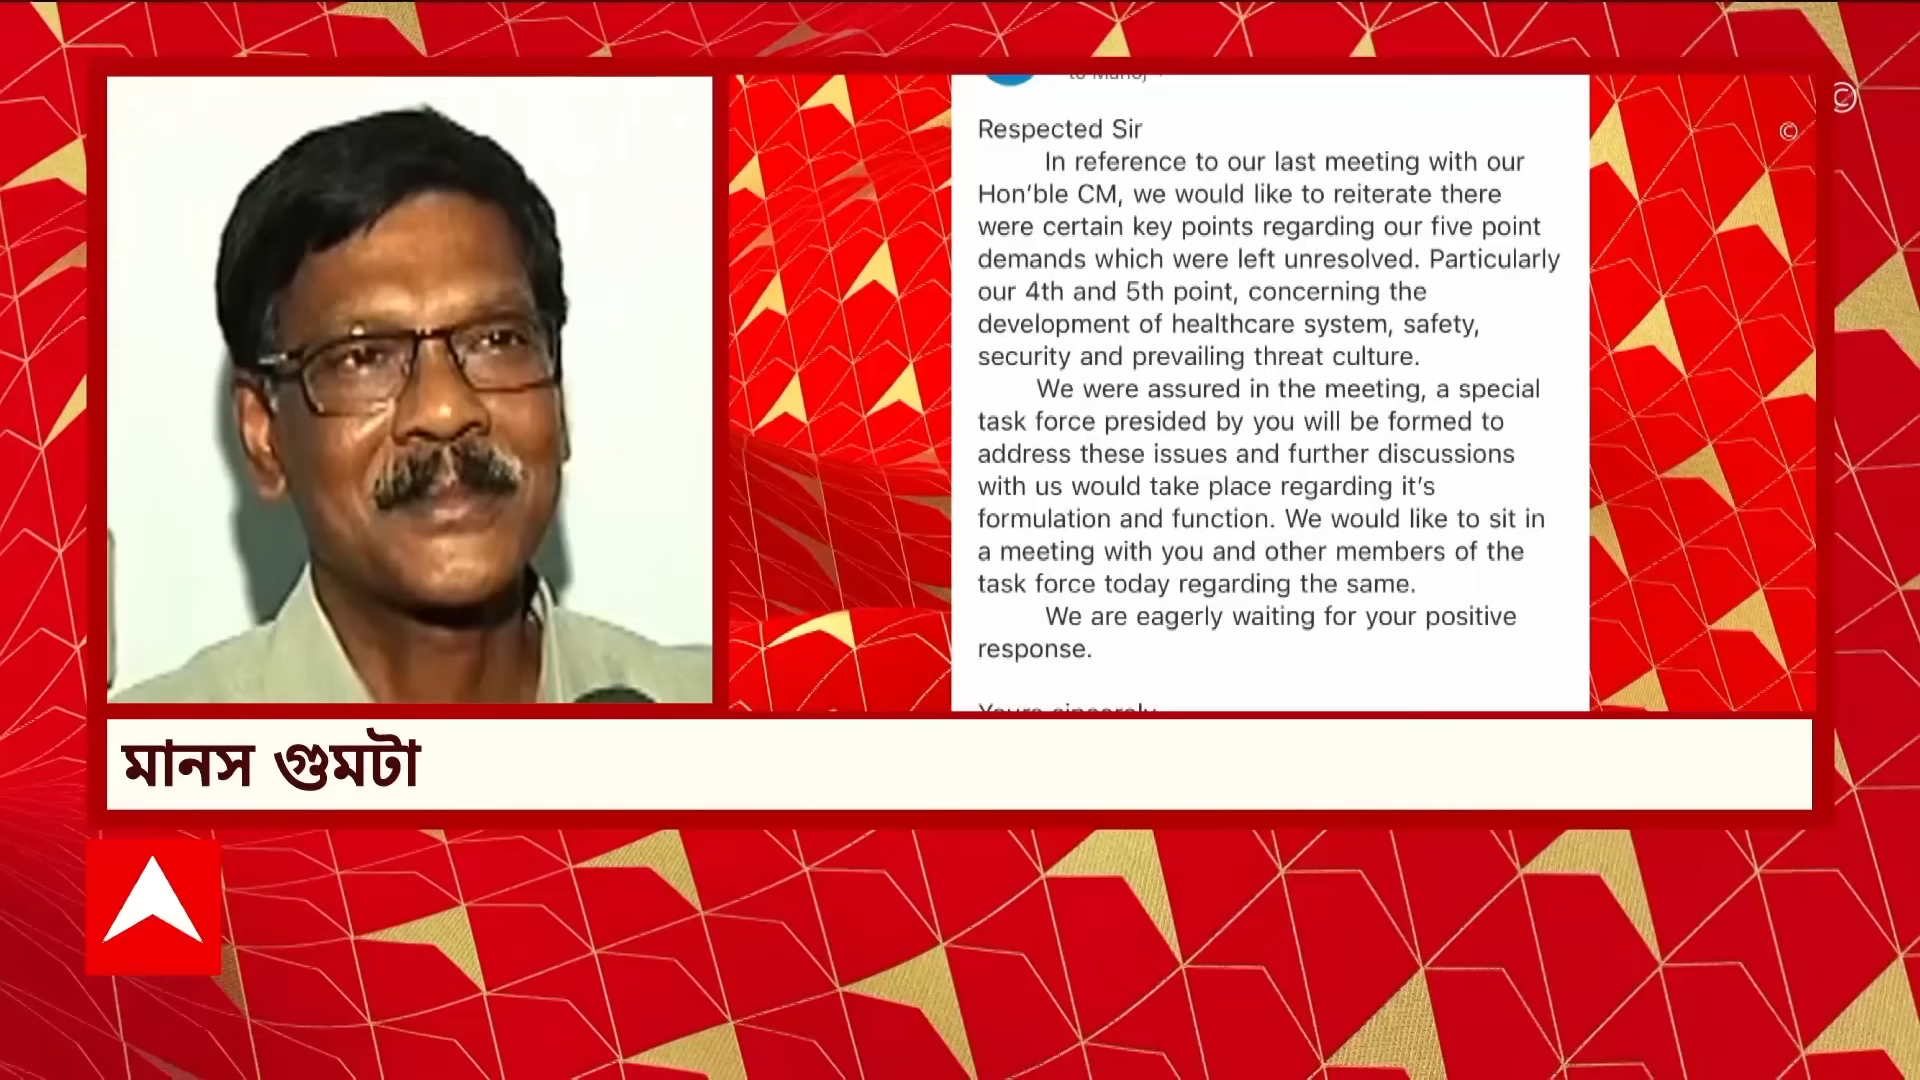 to Manoj
Respected Sir
In reference to our last meeting with our
Hon’ble CM, we would like to reiterate there
were certain key points regarding our five point
demands which were left unresolved. Particularly
our 4th and 5th point, concerning the
development of healthcare system, safety,
security and prevailing threat culture.
We were assured in the meeting, a special
task force presided by you will be formed to
address these issues and further discussions
with us would take place regarding it’s
formulation and function. We would like to sit in
a meeting with you and other members of the
task force today regarding the same.
We are eagerly waiting for your positive
response.
Yours sincerely
©
মানস গুমটা